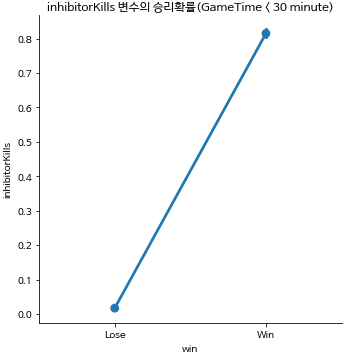 inhibitorKills 변수의 승리확률(GameTime < 30 minute)
0.8
0.7
0.6
0.5
0.4
0.3
0.2
0.1
0.0
inhibitorKills
Lose Win
win